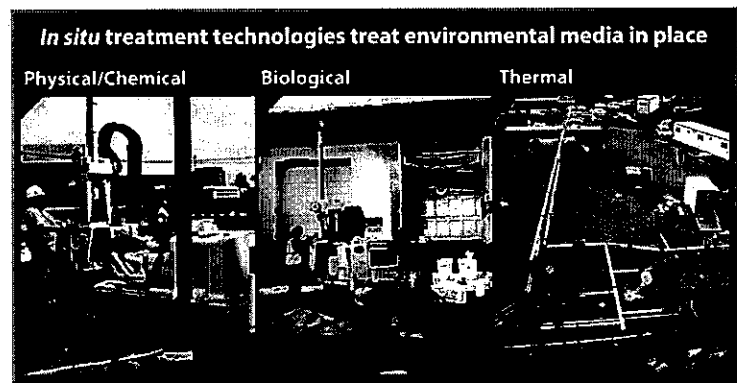 In situ treatment technologies treat environmental media in place
Physical/Chemical Biological Thermal